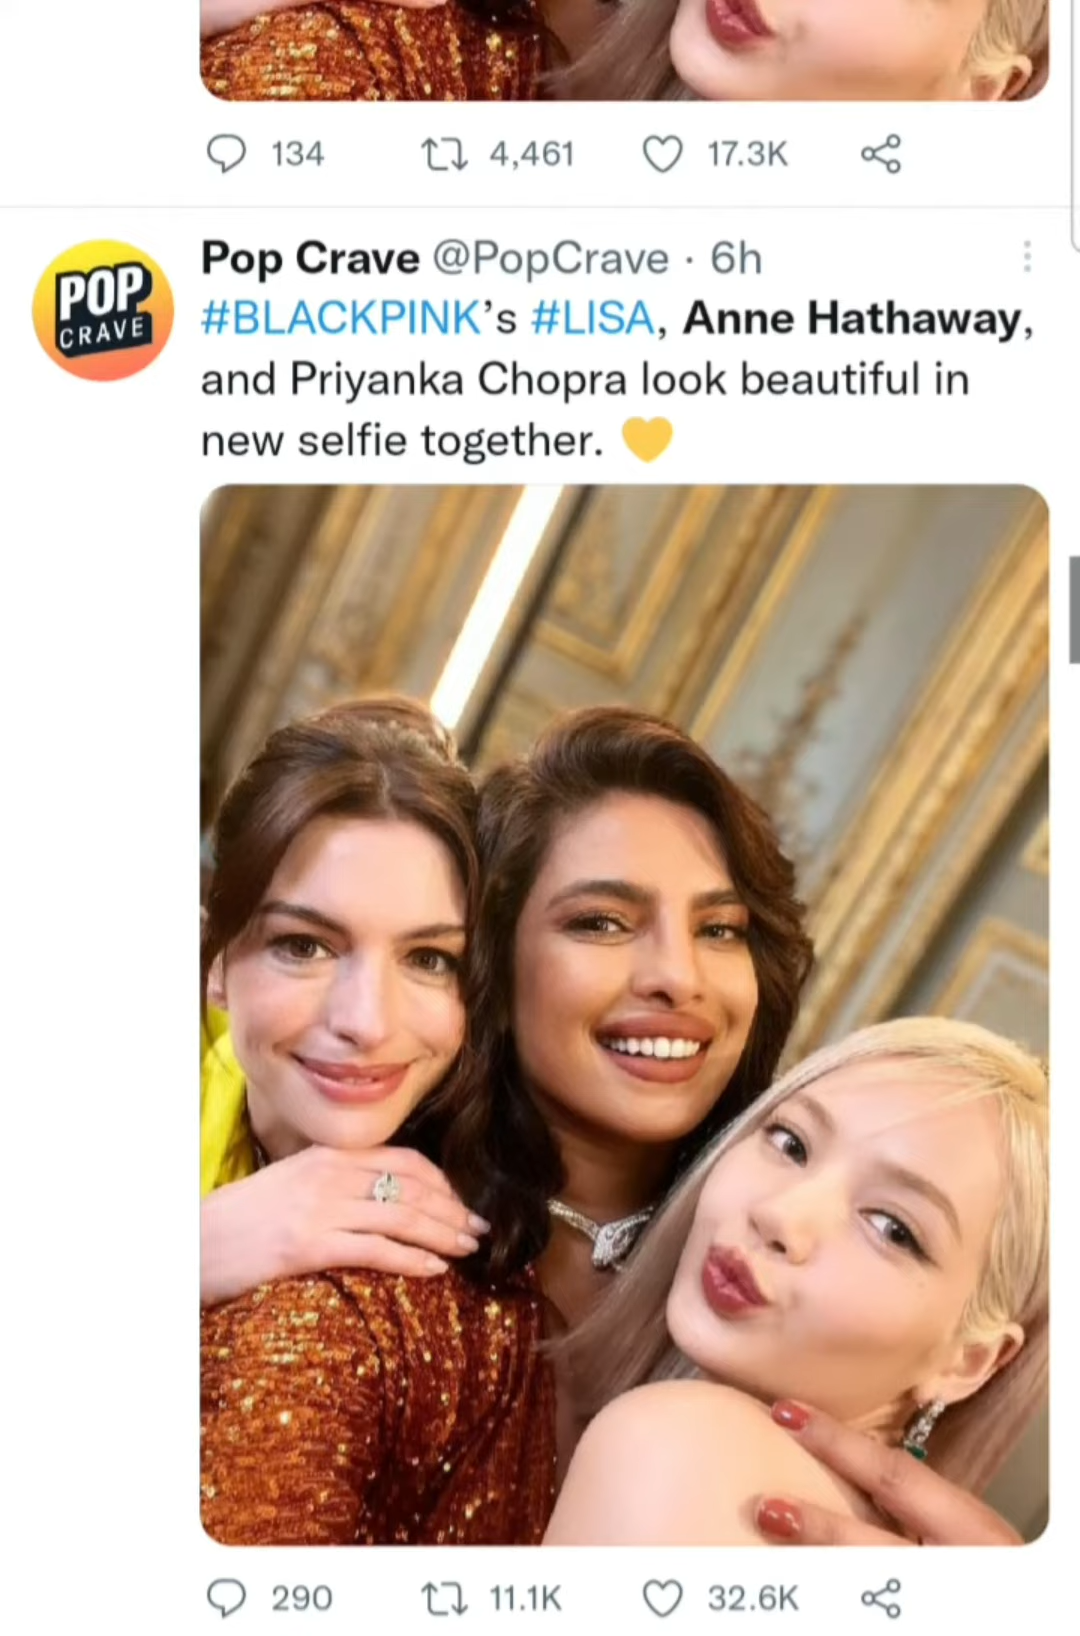 134 4,461 17.3K
POP
CRAVE
Pop Crave @PopCrave · 6h
#BLACKPINK's #LISA, Anne Hathaway,
and Priyanka Chopra look beautiful in
new selfie together. 💛
290 11.1K 32.6K